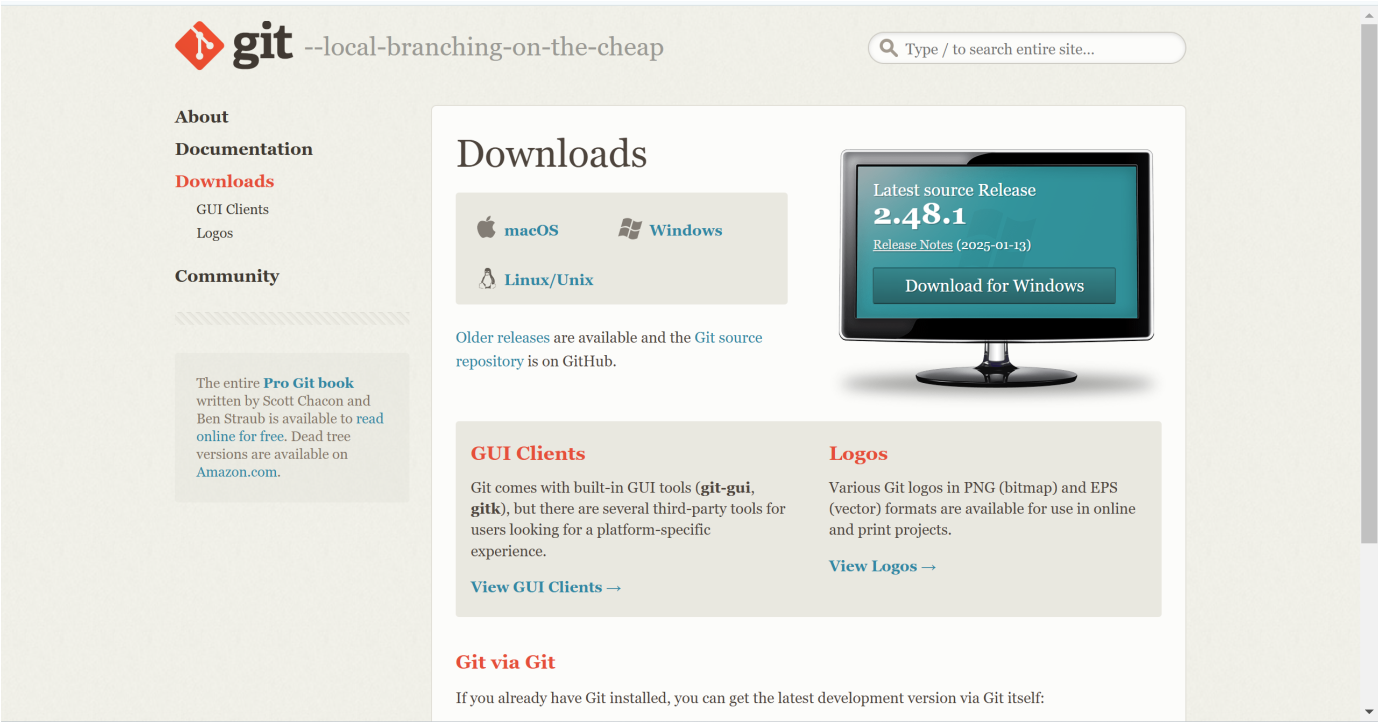 git --local-branching-on-the-cheap
Type / to search entire site...
About
Documentation
Downloads
GUI Clients
Logos
Community
The entire Pro Git book
written by Scott Chacon and
Ben Straub is available to read
online for free. Dead tree
versions are available on
Amazon.com.
Downloads
macOS
Windows
Linux/Unix
Older releases are available and the Git source
repository is on GitHub.
Latest source Release
2.48.1
Release Notes (2025-01-13)
Download for Windows
GUI Clients
Git comes with built-in GUI tools (git-gui,
gitk), but there are several third-party tools for
users looking for a platform-specific
experience.
View GUI Clients →
Logos
Various Git logos in PNG (bitmap) and EPS
(vector) formats are available for use in online
and print projects.
View Logos →
Git via Git
If you already have Git installed, you can get the latest development version via Git itself: